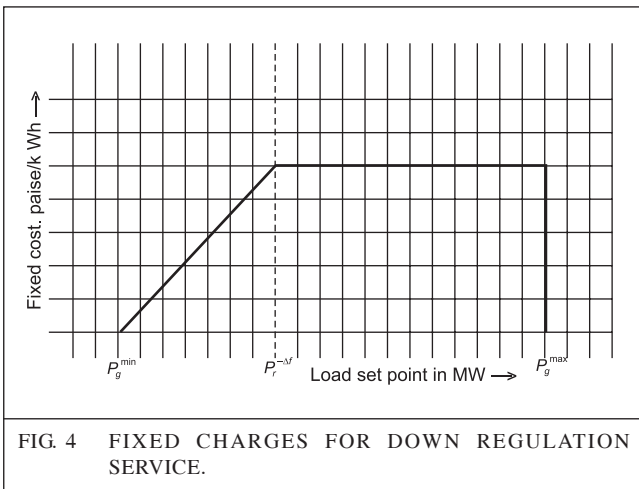 Fixed cost. paise/k Wh →
P_g^min
P_r^-Δf
Load set point in MW →
P_g^max
FIG. 4 FIXED CHARGES FOR DOWN REGULATION
SERVICE.